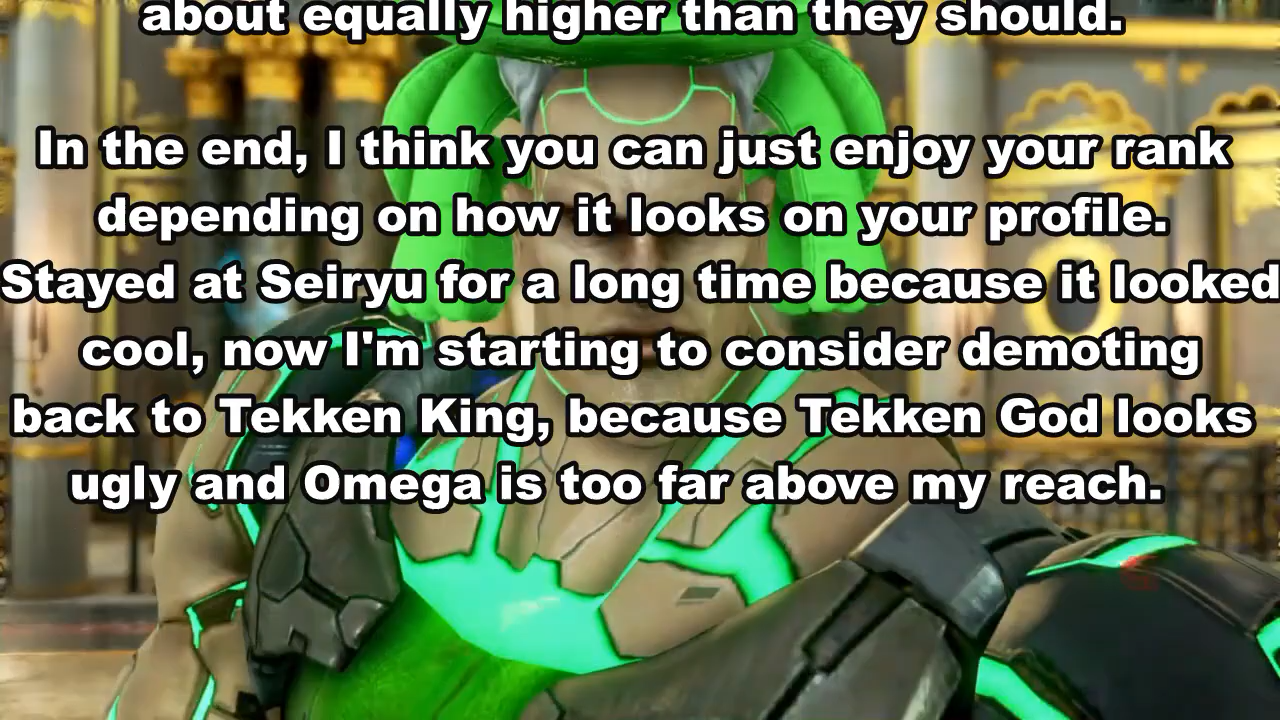 about equally higher than they should.
In the end, I think you can just enjoy your rank
depending on how it looks on your profile.
Stayed at Seiryu for a long time because it looked
cool, now I'm starting to consider demoting
back to Tekken King, because Tekken God looks
ugly and Omega is too far above my reach.